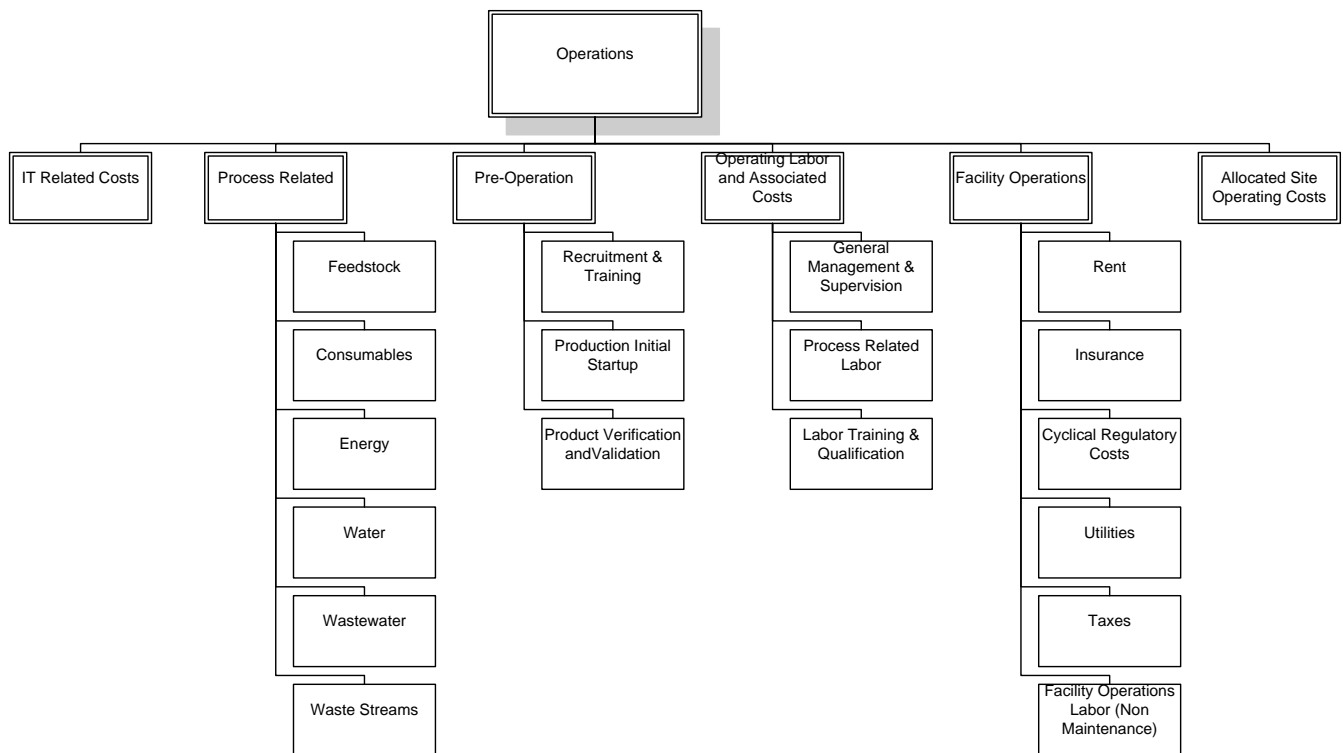 Operations
IT Related Costs
Process Related
Pre-Operation
Operating Labor
and Associated
Costs
Facility Operations
Allocated Site
Operating Costs
Feedstock
Consumables
Energy
Water
Wastewater
Waste Streams
Recruitment &
Training
Production Initial
Startup
Product Verification
andValidation
General
Management &
Supervision
Process Related
Labor
Labor Training &
Qualification
Rent
Insurance
Cyclical Regulatory
Costs
Utilities
Taxes
Facility Operations
Labor (Non
Maintenance)